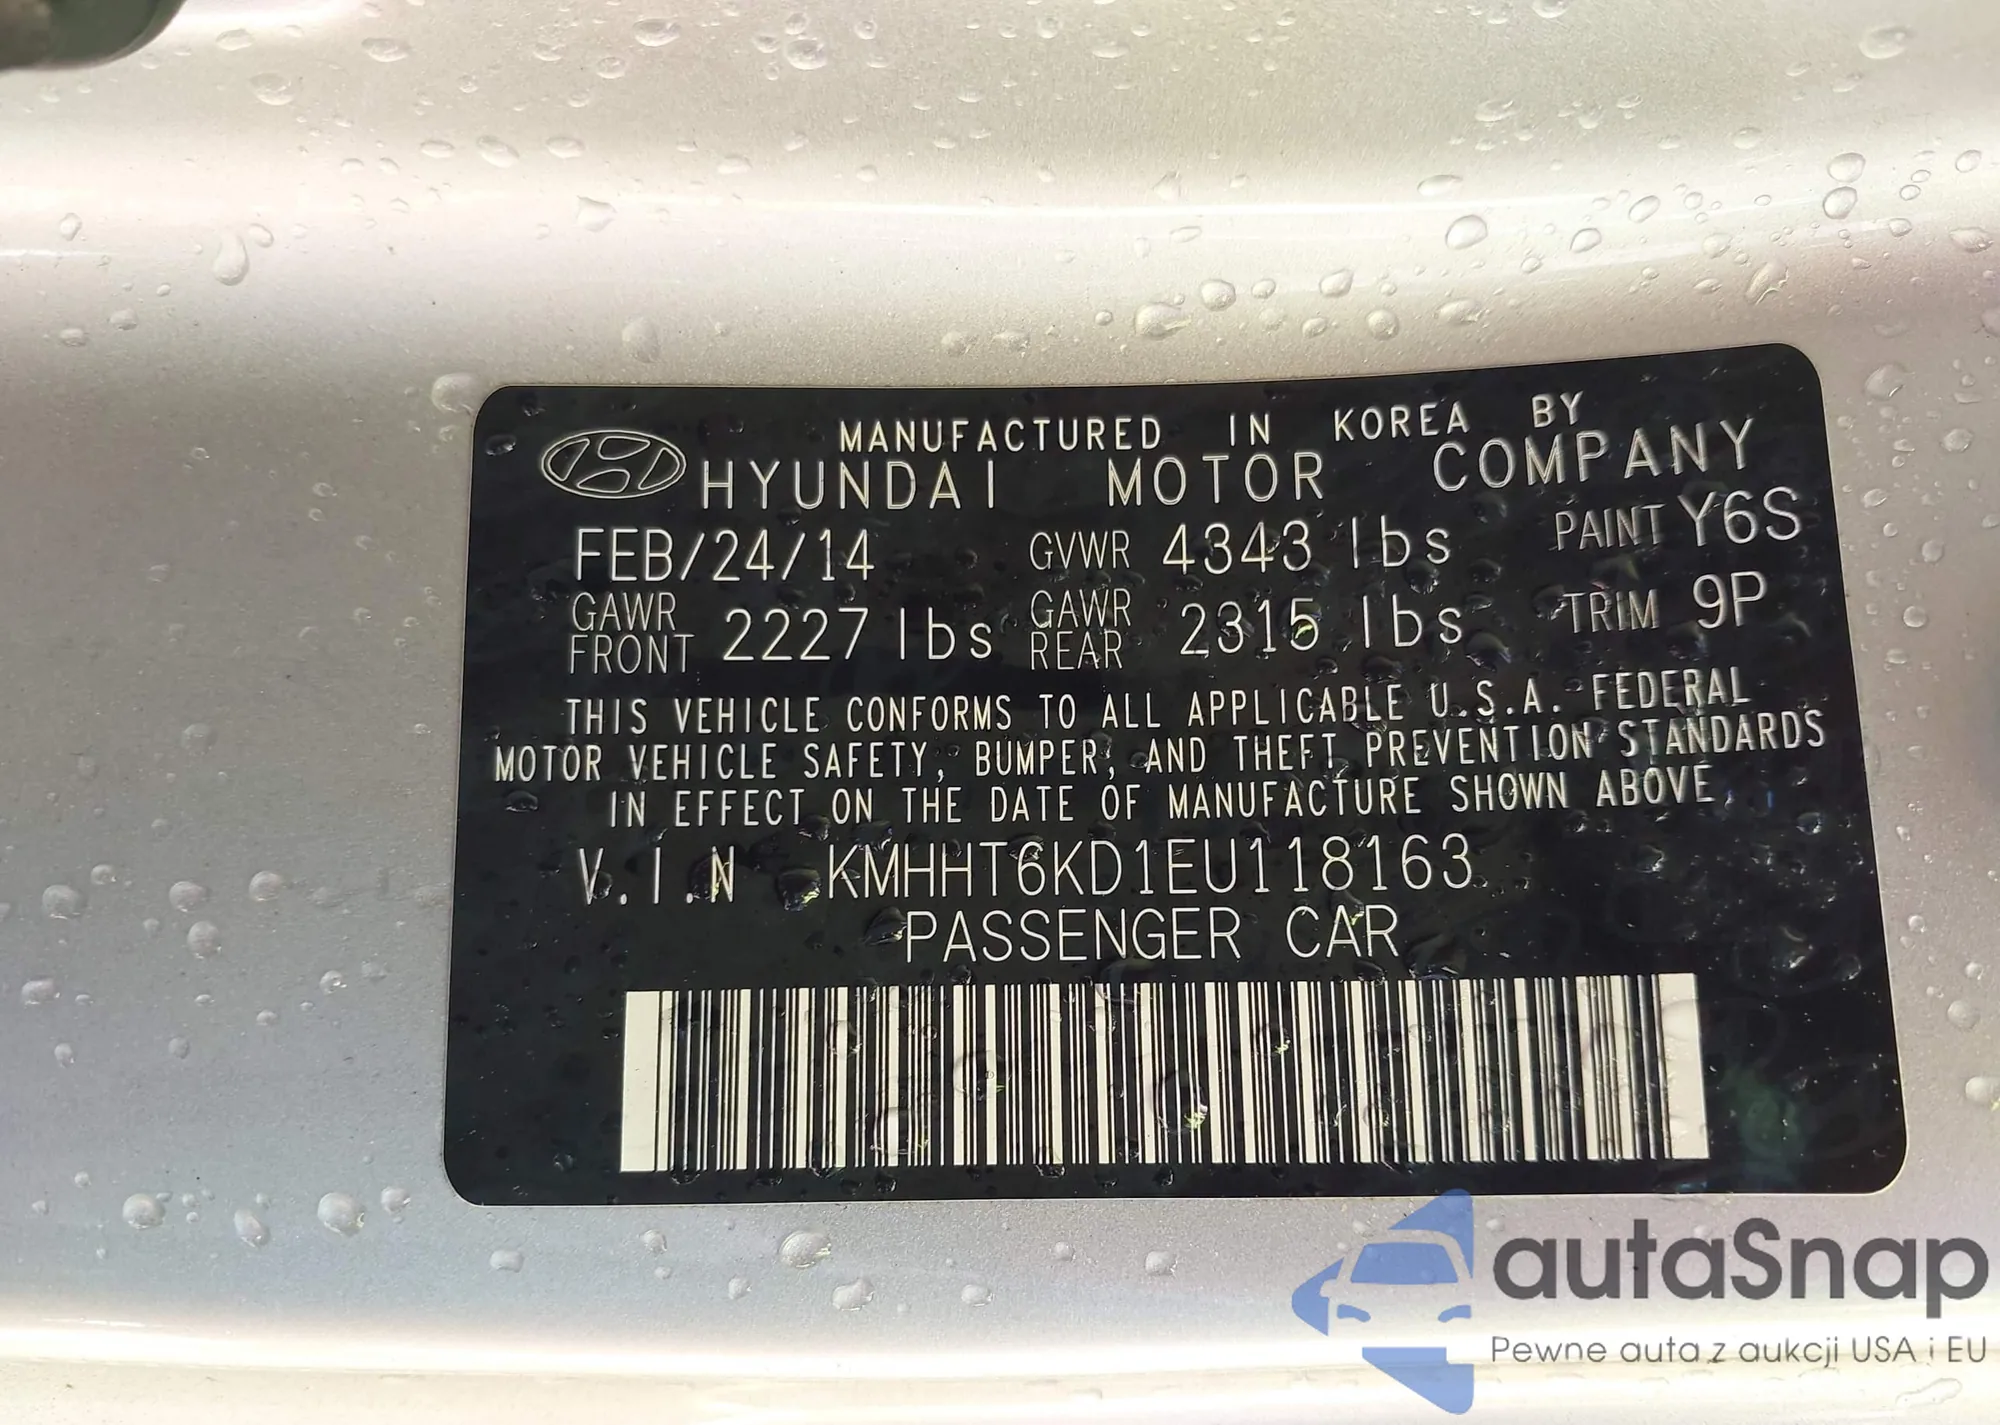 MANUFACTURED IN KOREA BY
HYUNDAI MOTOR COMPANY
FEB/24/14 GVWR 4343 lbs PAINT Y6S
GAWR FRONT 2227 lbs GAWR REAR 2315 lbs TRIM 9P
THIS VEHICLE CONFORMS TO ALL APPLICABLE U.S.A. FEDERAL
MOTOR VEHICLE SAFETY, BUMPER, AND THEFT PREVENTION STANDARDS
IN EFFECT ON THE DATE OF MANUFACTURE SHOWN ABOVE.
V.I.N KMHHT6KD1EU118163
PASSENGER CAR
autaSnap
Pewne auta z aukcji USA i EU